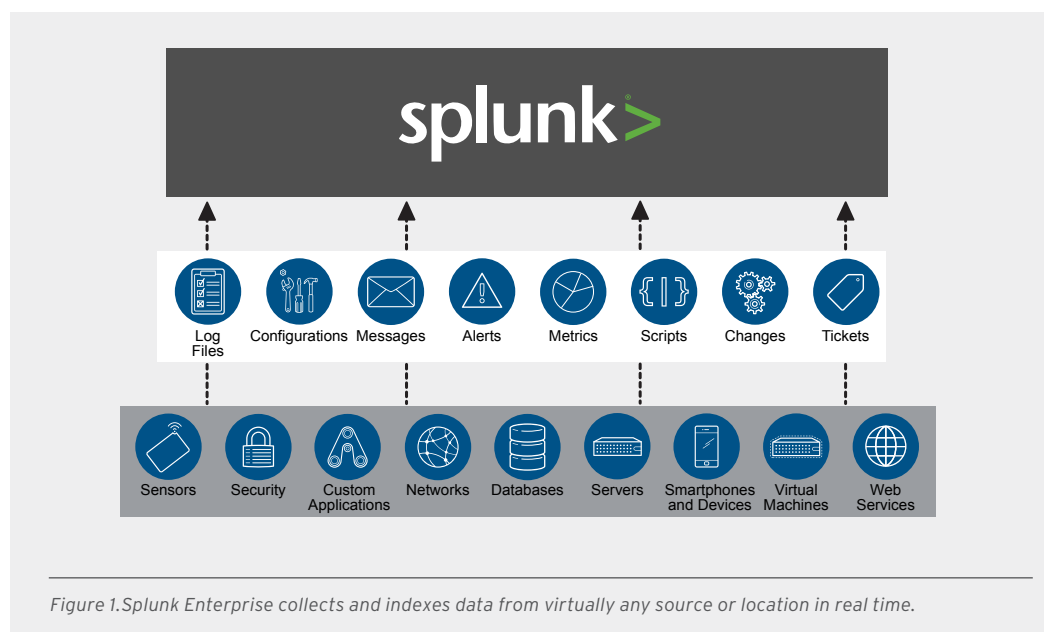 splunk>
Log
Files
Configurations
Messages
Alerts
Metrics
Scripts
Changes
Tickets
Sensors
Security
Custom
Applications
Networks
Databases
Servers
Smartphones
and Devices
Virtual
Machines
Web
Services
Figure 1.Splunk Enterprise collects and indexes data from virtually any source or location in real time.